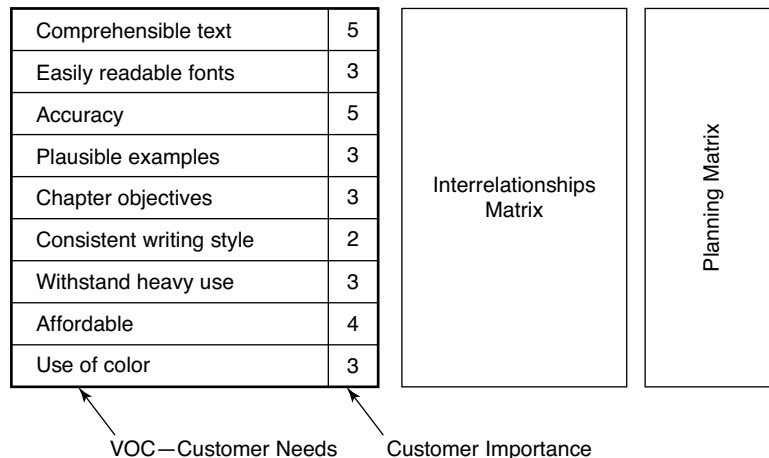 Comprehensible text 5
Easily readable fonts 3
Accuracy 5
Plausible examples 3
Chapter objectives 3
Consistent writing style 2
Withstand heavy use 3
Affordable 4
Use of color 3
Interrelationships
Matrix
Planning Matrix
VOC—Customer Needs
Customer Importance